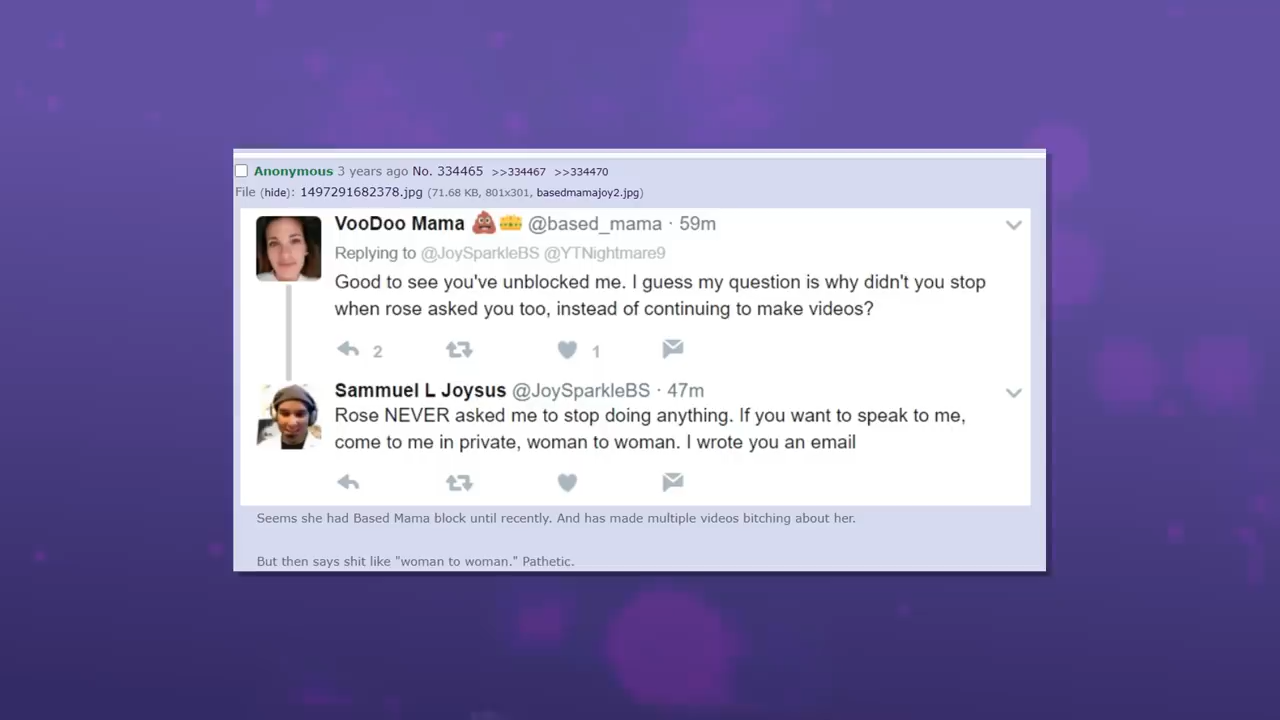 Anonymous 3 years ago No. 334465 >>334467 >>334470
File (hide): 1497291682378.jpg (71.68 KB, 801x301, basedmamajoy2.jpg)
VooDoo Mama 💩👑 @based_mama · 59m
Replying to @JoySparkleBS @YTNightmare9
Good to see you've unblocked me. I guess my question is why didn't you stop
when rose asked you too, instead of continuing to make videos?
2 1
Sammuel L Joysus @JoySparkleBS · 47m
Rose NEVER asked me to stop doing anything. If you want to speak to me,
come to me in private, woman to woman. I wrote you an email
Seems she had Based Mama block until recently. And has made multiple videos bitching about her.
But then says shit like "woman to woman." Pathetic.